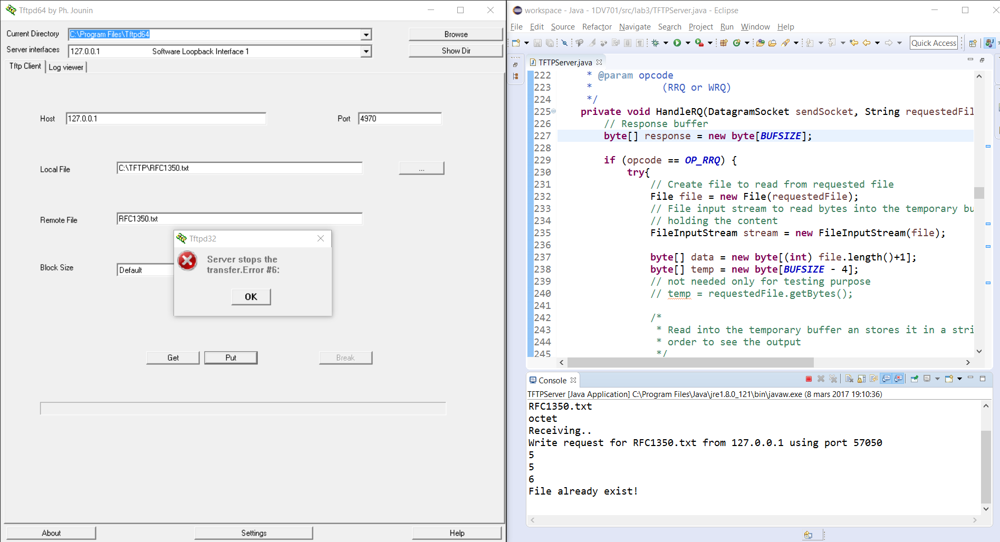 Tftpd64 by Ph. Jounin
Current Directory
C:\Program Files\Tftpd64
Browse
Server interfaces
127.0.0.1 Software Loopback Interface 1
Show Dir
Tftp Client
Log viewer
Host
127.0.0.1
Port
4970
Local File
C:\TFTP\RFC1350.txt
...
Remote File
RFC1350.txt
Tftpd32
Server stops the
transfer.Error #6:
OK
Block Size
Default
Get
Put
Break
About
Settings
Help
workspace - Java - 1DV701/src/lab3/TFTPServer.java - Eclipse
File Edit Source Refactor Navigate Search Project Run Window Help
Quick Access
TFTPServer.java
222 * @param opcode
223 * (RRQ or WRQ)
224 */
225 private void HandleRQ(DatagramSocket sendSocket, String requestedFil
226 // Response buffer
227 byte[] response = new byte[BUFSIZE];
228
229 if (opcode == OP_RRQ) {
230 try{
231 // Create file to read from requested file
232 File file = new File(requestedFile);
233 // File input stream to read bytes into the temporary bu
234 // holding the content
235 FileInputStream stream = new FileInputStream(file);
236
237 byte[] data = new byte[(int) file.length()+1];
238 byte[] temp = new byte[BUFSIZE - 4];
239 // not needed only for testing purpose
240 // temp = requestedFile.getBytes();
241
242 /*
243 * Read into the temporary buffer an stores it in a stri
244 * order to see the output
245 */
Console
TFTPServer [Java Application] C:\Program Files\Java\jre1.8.0_121\bin\javaw.exe (8 mars 2017 19:10:36)
RFC1350.txt
octet
Receiving..
Write request for RFC1350.txt from 127.0.0.1 using port 57050
5
5
6
File already exist!